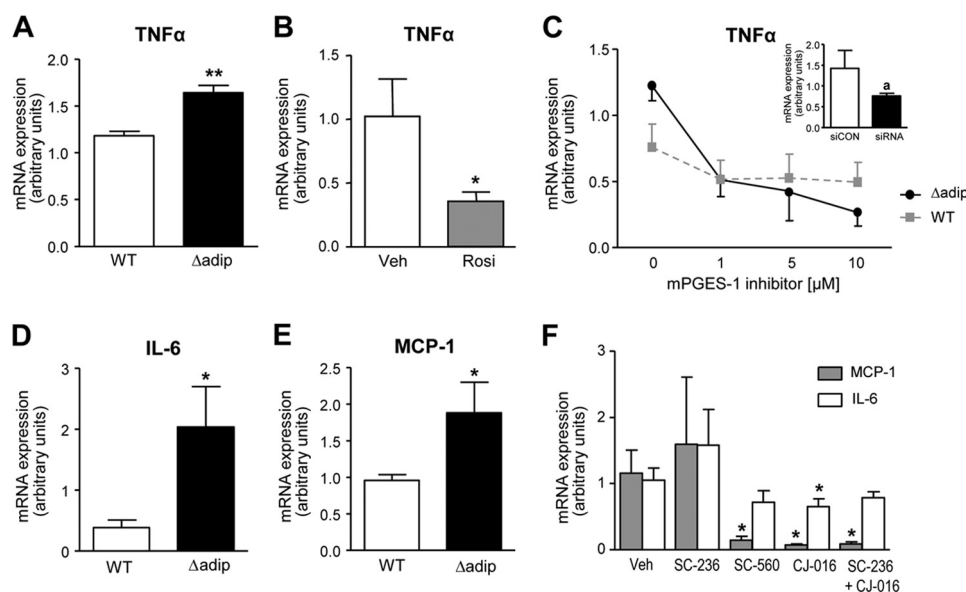 A
TNFα
mRNA expression
(arbitrary units)
2.0
1.5
1.0
0.5
0.0
**
WT
Δadip
B
TNFα
mRNA expression
(arbitrary units)
1.5
1.0
0.5
0.0
*
Veh
Rosi
C
TNFα
mRNA expression
(arbitrary units)
1.5
1.0
0.5
0.0
0
1
5
10
mPGES-1 inhibitor [µM]
mRNA expression
(arbitrary units)
2.0
1.5
1.0
0.5
0.0
a
siCON
siRNA
Δadip
WT
D
IL-6
mRNA expression
(arbitrary units)
3
2
1
0
*
WT
Δadip
E
MCP-1
mRNA expression
(arbitrary units)
2.5
2.0
1.5
1.0
0.5
0.0
*
WT
Δadip
F
mRNA expression
(arbitrary units)
3
2
1
0
MCP-1
IL-6
*
*
*
*
Veh
SC-236
SC-560
CJ-016
SC-236
+ CJ-016